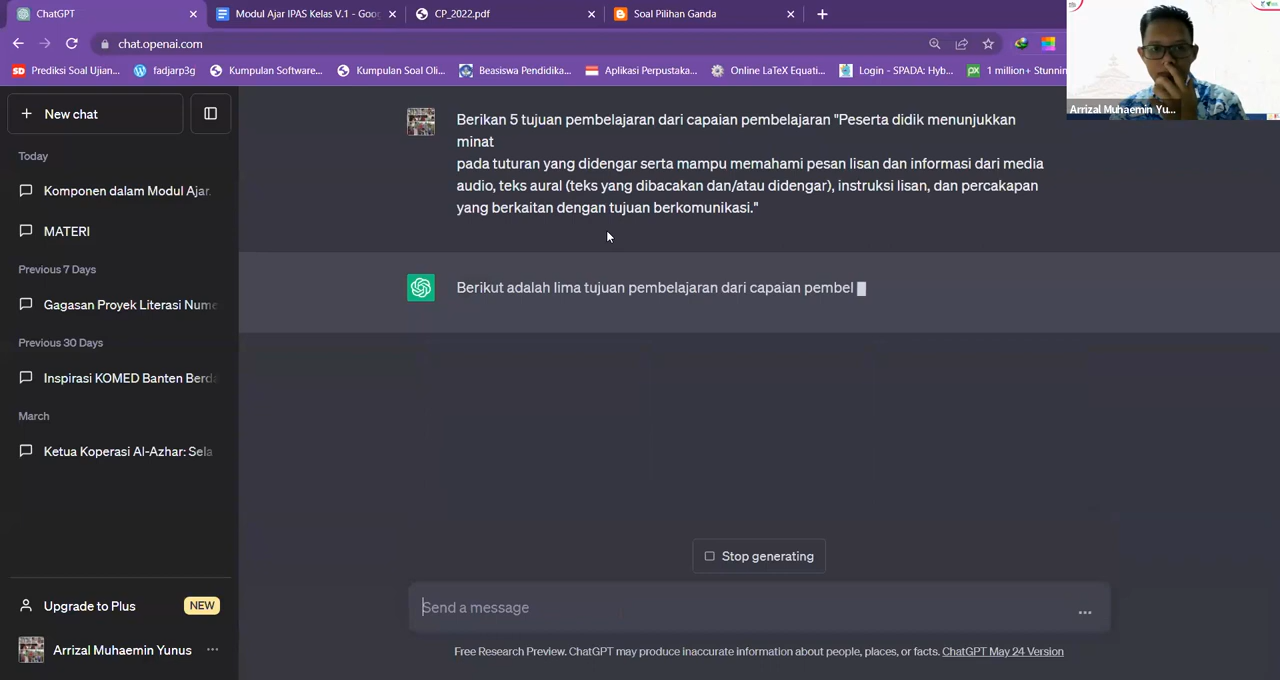 ChatGPT
Modul Ajar IPAS Kelas V.1 - Goog
CP_2022.pdf
Soal Pilihan Ganda
chat.openai.com
Prediksi Soal Ujian...
fadjarp3g
Kumpulan Software...
Kumpulan Soal Oli...
Beasiswa Pendidika...
Aplikasi Perpustaka...
Online LaTeX Equati...
Login - SPADA: Hyb...
1 million+ Stunnin
Arrizal Muhaemin Yu...
New chat
Today
Komponen dalam Modul Ajar.
MATERI
Previous 7 Days
Gagasan Proyek Literasi Nume
Previous 30 Days
Inspirasi KOMED Banten Berda
March
Ketua Koperasi Al-Azhar: Sela
Upgrade to Plus
NEW
Arrizal Muhaemin Yunus
Berikan 5 tujuan pembelajaran dari capaian pembelajaran "Peserta didik menunjukkan
minat
pada tuturan yang didengar serta mampu memahami pesan lisan dan informasi dari media
audio, teks aural (teks yang dibacakan dan/atau didengar), instruksi lisan, dan percakapan
yang berkaitan dengan tujuan berkomunikasi."
Berikut adalah lima tujuan pembelajaran dari capaian pembel
Stop generating
Send a message
Free Research Preview. ChatGPT may produce inaccurate information about people, places, or facts. ChatGPT May 24 Version